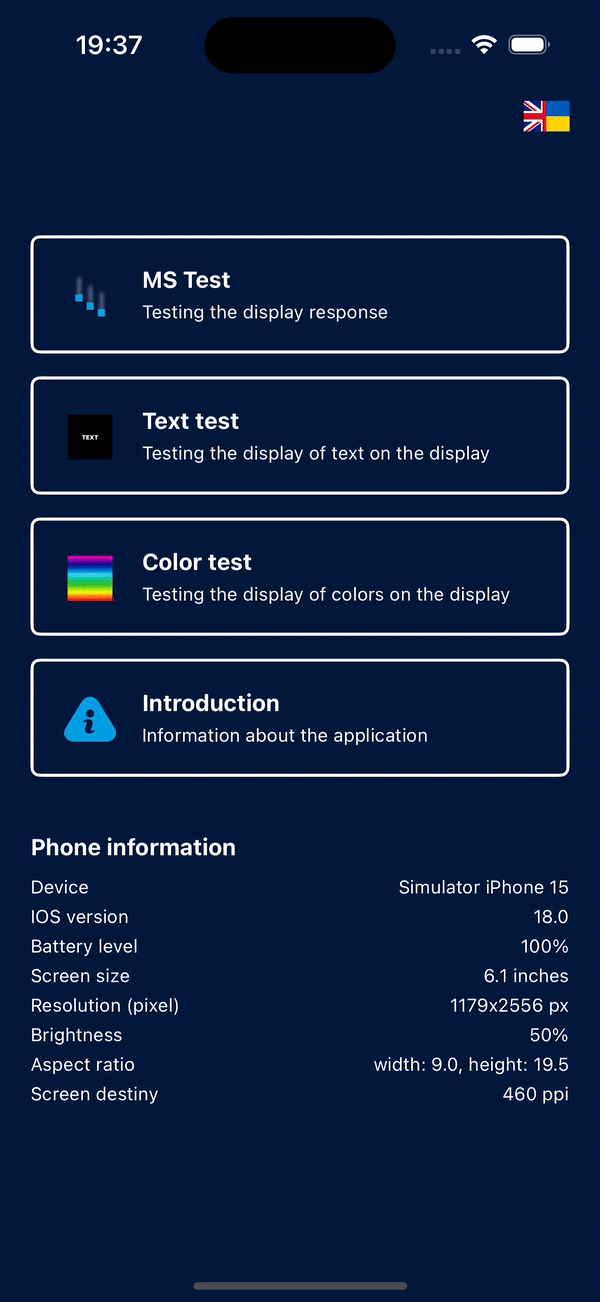 19:37
MS Test
Testing the display response
TEXT
Text test
Testing the display of text on the display
Color test
Testing the display of colors on the display
Introduction
Information about the application
Phone information
Device Simulator iPhone 15
IOS version 18.0
Battery level 100%
Screen size 6.1 inches
Resolution (pixel) 1179x2556 px
Brightness 50%
Aspect ratio width: 9.0, height: 19.5
Screen destiny 460 ppi